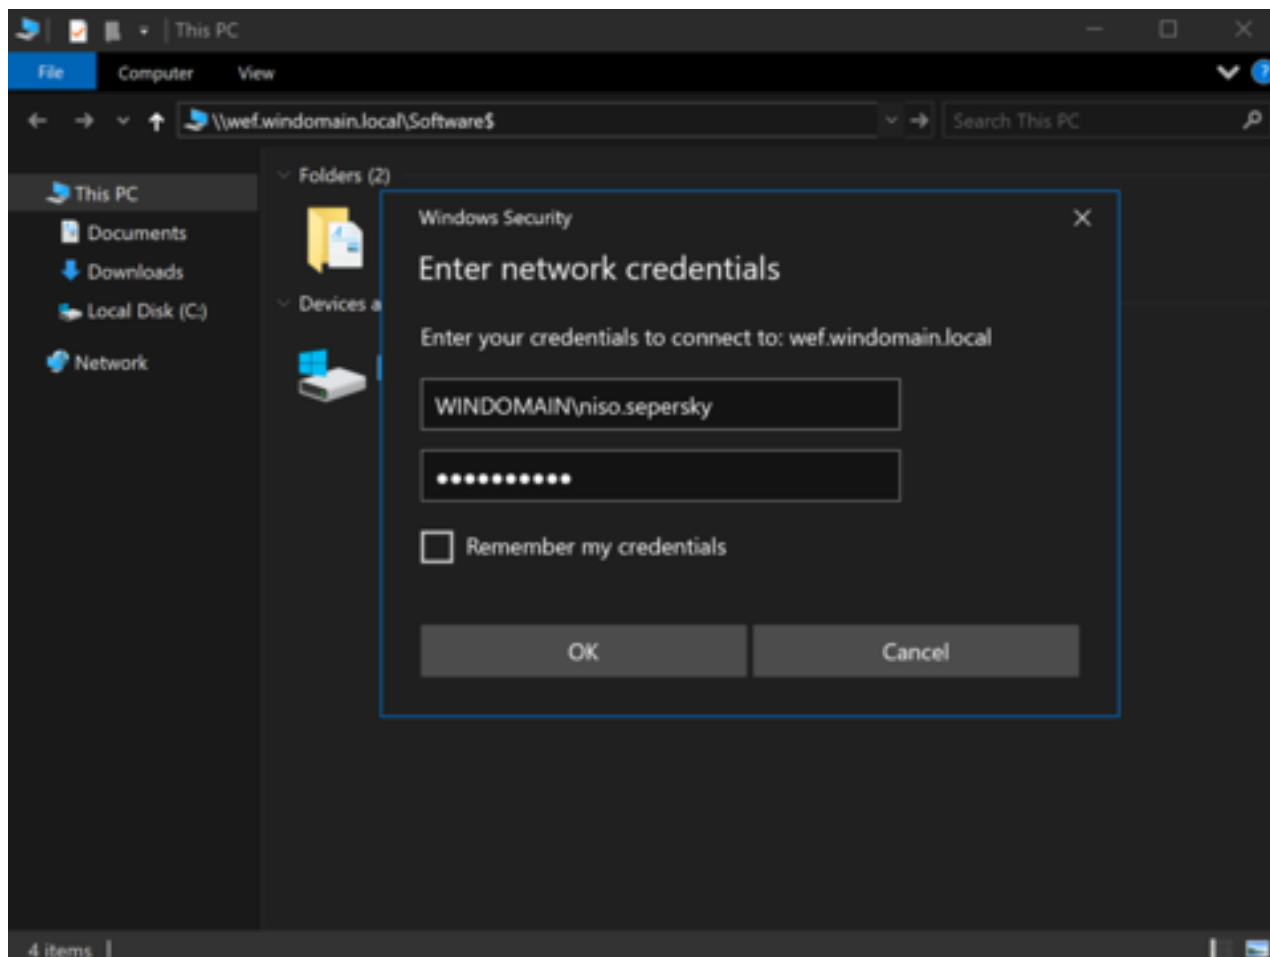 This PC
File Computer View
\\wef.windomain.local\Software$ Search This PC
Folders (2)
This PC
Documents
Downloads
Local Disk (C:)
Network
Devices a
Windows Security
Enter network credentials
Enter your credentials to connect to: wef.windomain.local
WINDOMAIN\niso.sepersky
Remember my credentials
OK Cancel
4 items